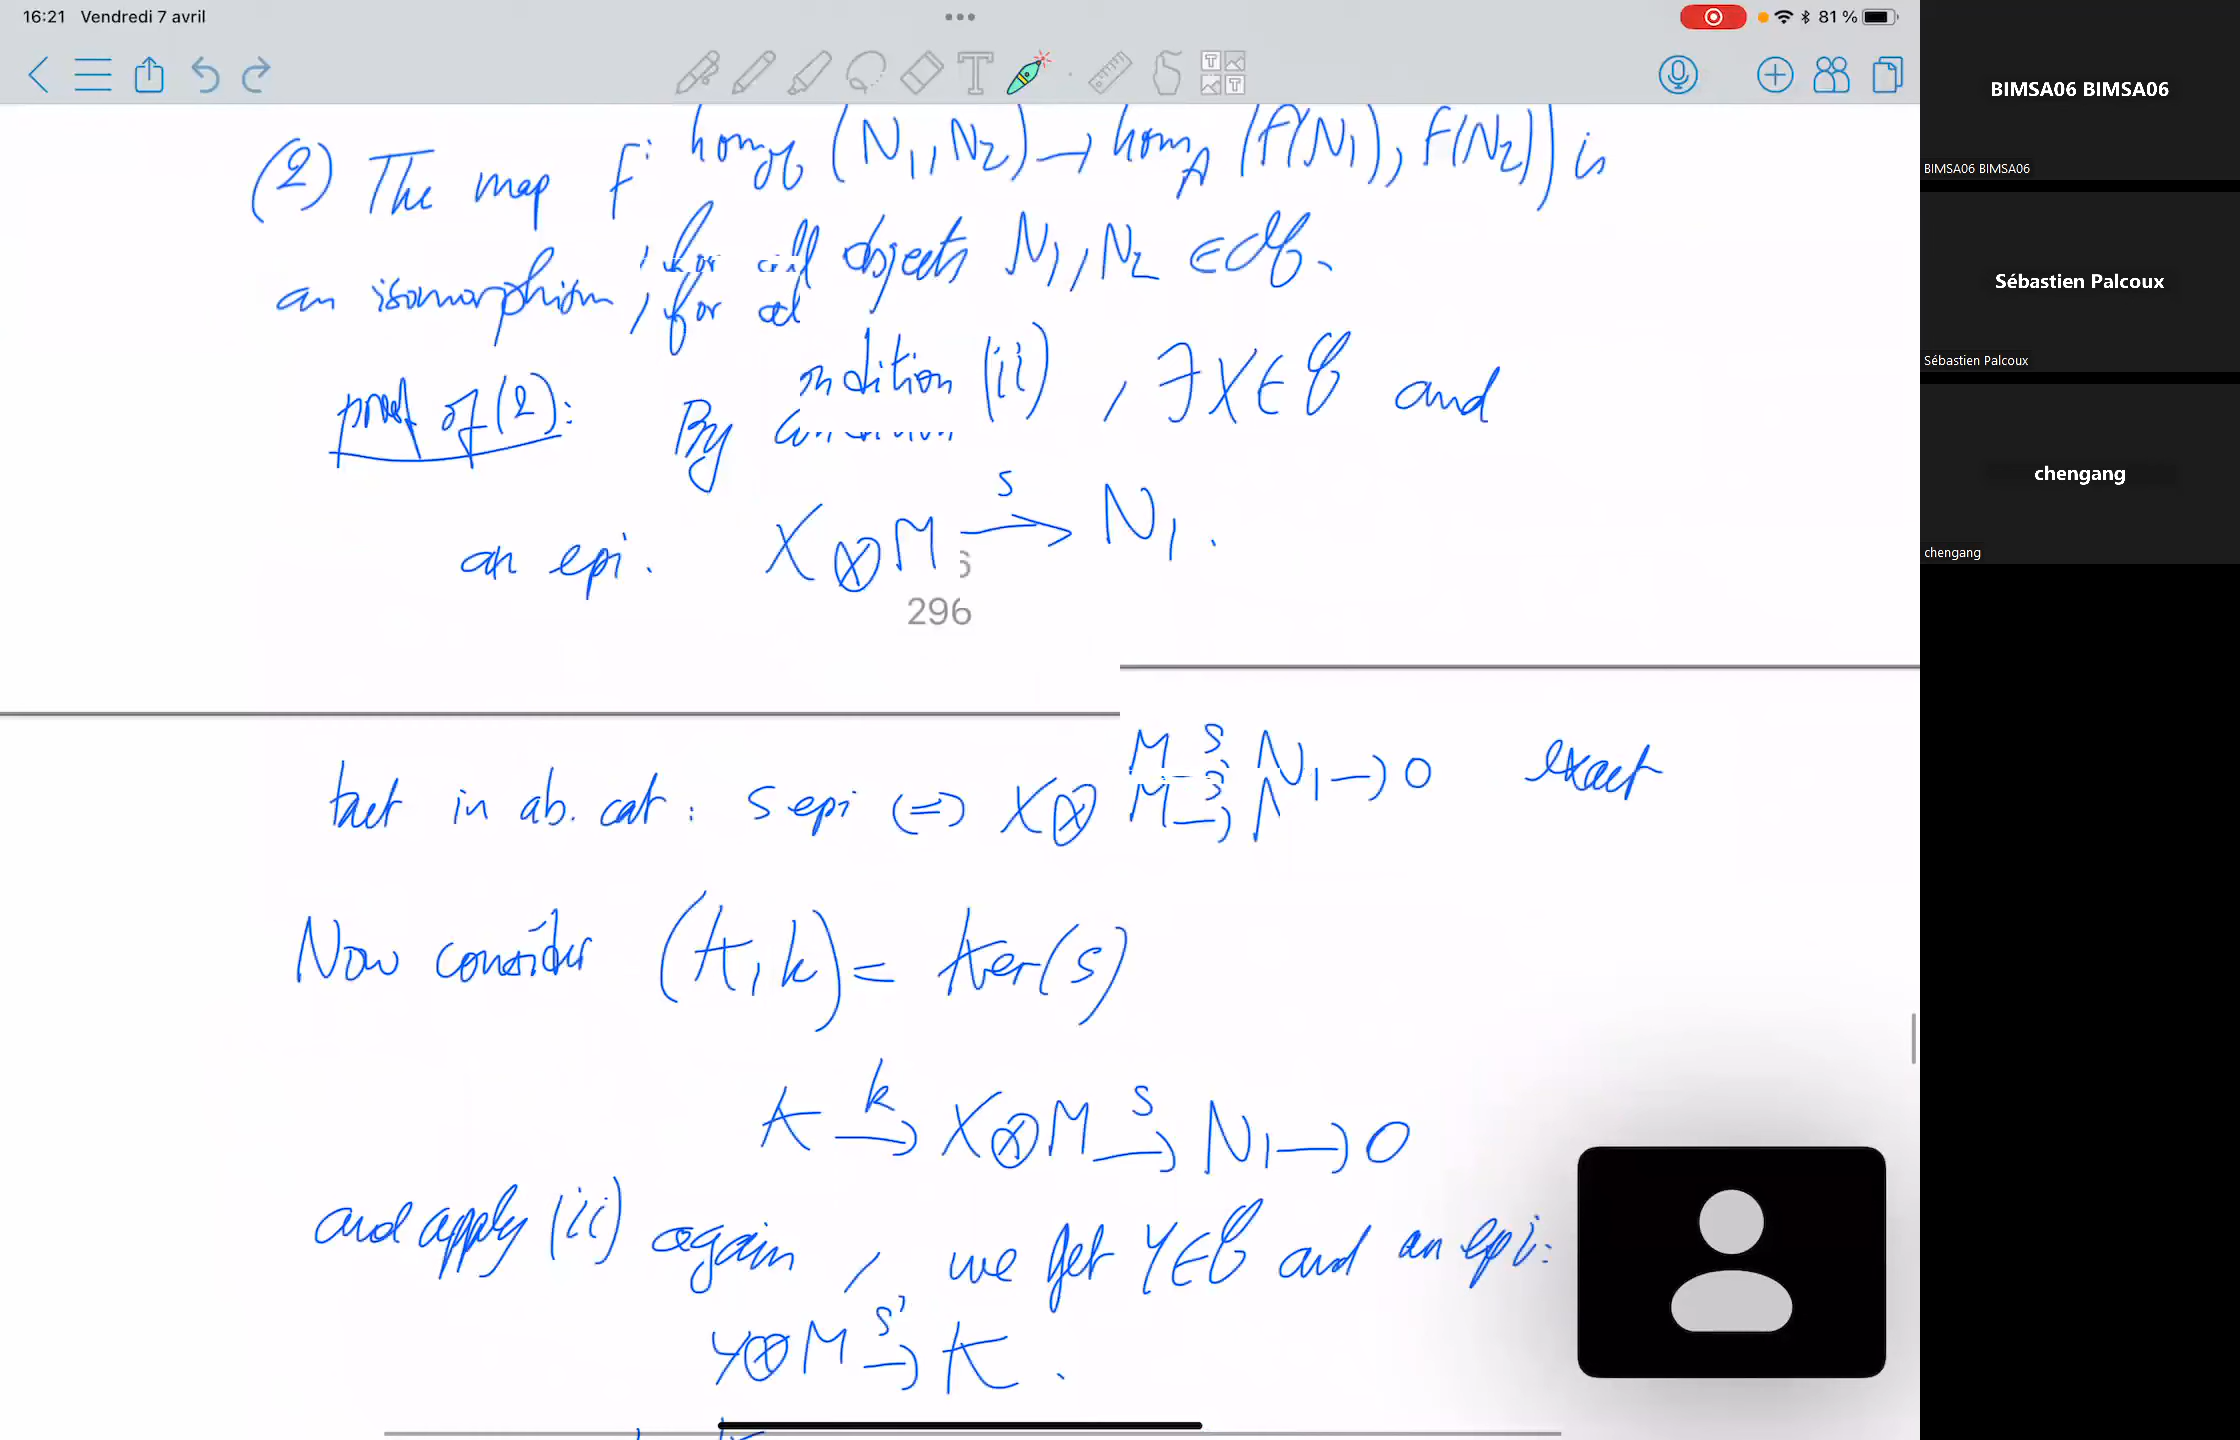 16:21 Vendredi 7 avril
81 %
(2) The map F: hom_M (N1, N2) → hom_A (F(N1), F(N2)) is
an isomorphism, for all objects N1, N2 ∈ M.
proof of (2): By condition (ii), ∃ X ∈ C and
an epi. X ⊗ M →s N1.
296
fact in ab. cat: s epi (=) X ⊗ M →s N1 → 0 exact
Now consider (K, k) = Ker(s)
K →k X ⊗ M →s N1 → 0
and apply (ii) again, we get Y ∈ C and an epi:
Y ⊗ M →s' K.
BIMSA06 BIMSA06
BIMSA06 BIMSA06
Sébastien Palcoux
Sébastien Palcoux
chengang
chengang